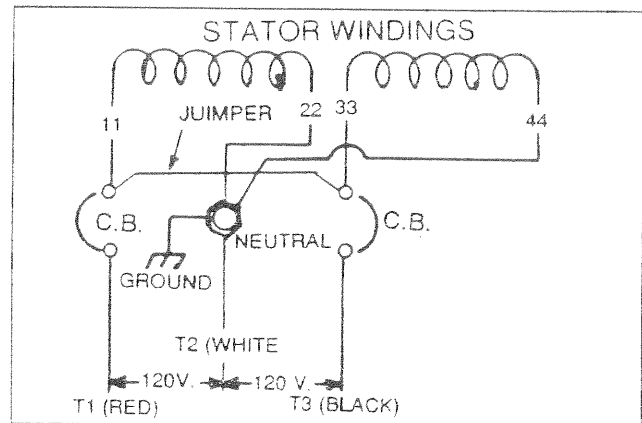 STATOR WINDINGS
11
JUIMPER
22
33
44
C.B.
C.B.
NEUTRAL
GROUND
T2 (WHITE
120V.
120 V.
T1 (RED)
T3 (BLACK)